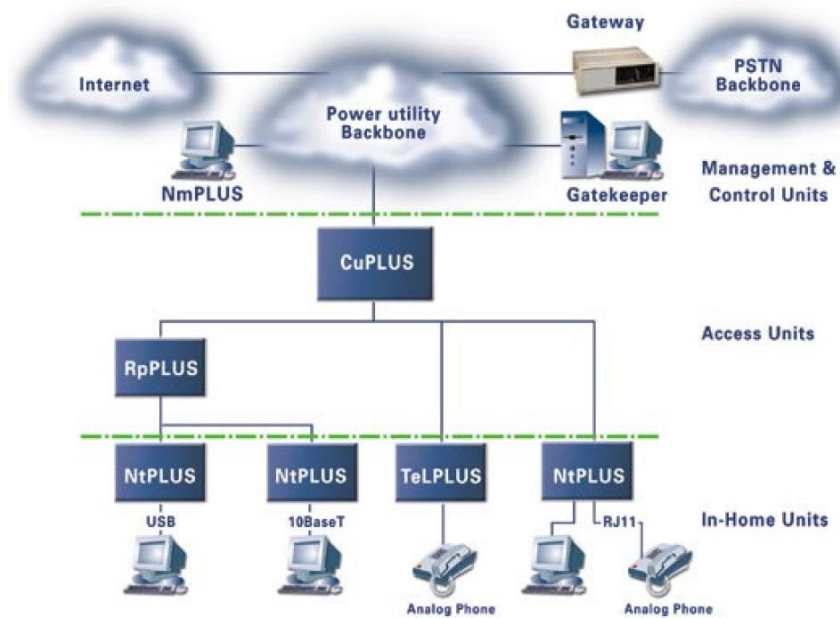 Gateway
Internet
PSTN
Backbone
Power utility
Backbone
NmPLUS
Gatekeeper
Management &
Control Units
CuPLUS
Access Units
RpPLUS
NtPLUS
NtPLUS
TeLPLUS
NtPLUS
USB
10BaseT
RJ11
In-Home Units
Analog Phone
Analog Phone